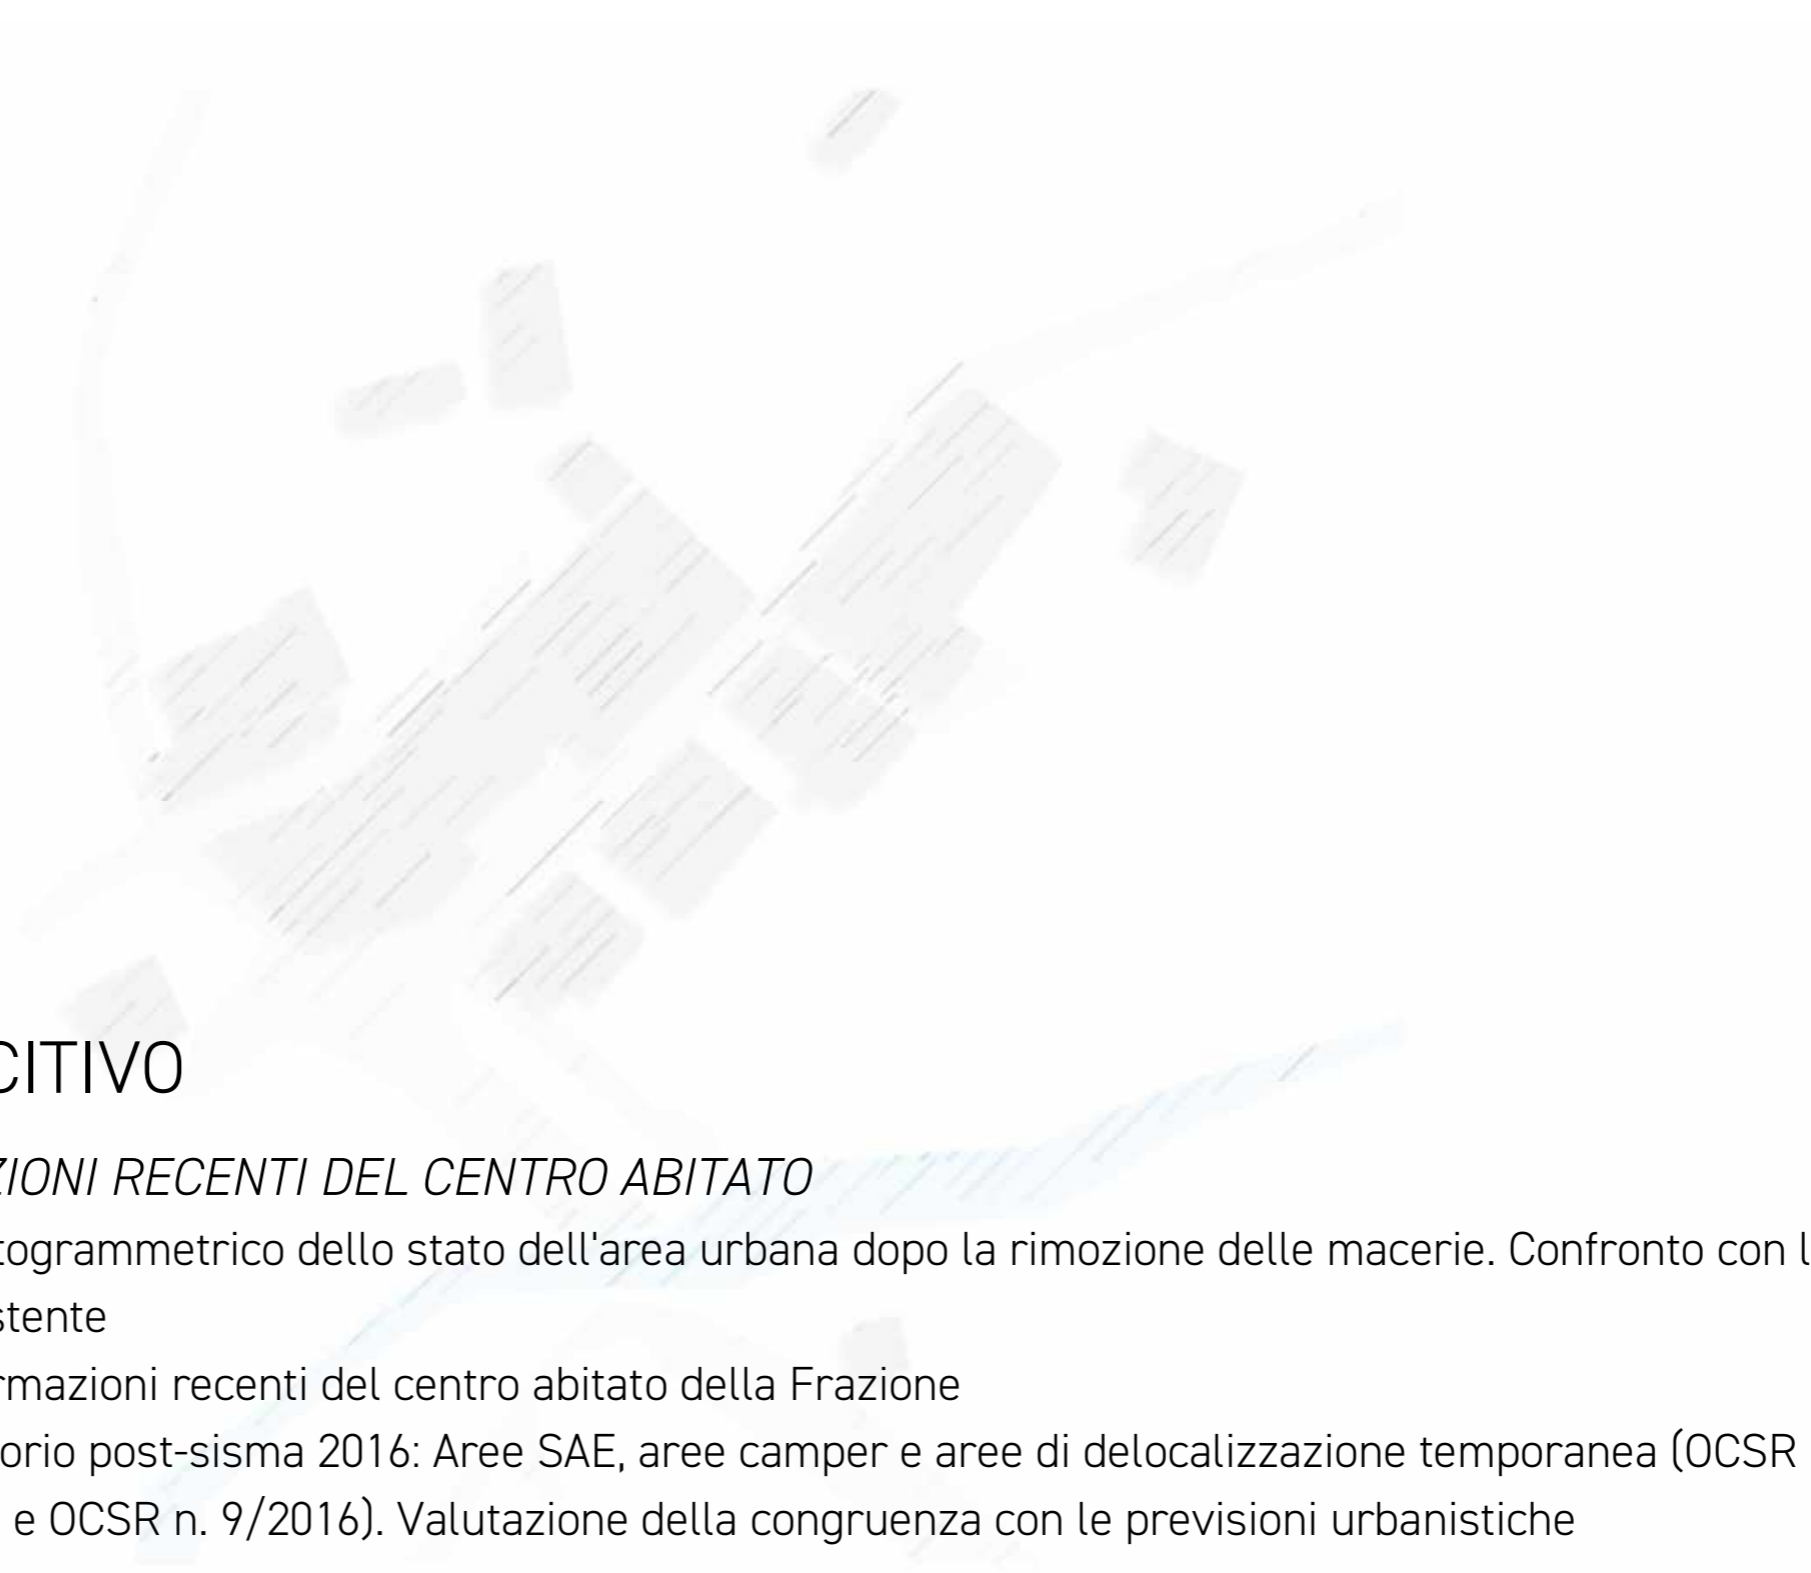 CITIVO
ZIONI RECENTI DEL CENTRO ABITATO
togrammetrico dello stato dell'area urbana dopo la rimozione delle macerie. Confronto con l
stente
rmazioni recenti del centro abitato della Frazione
orio post-sisma 2016: Aree SAE, aree camper e aree di delocalizzazione temporanea (OCSR
e OCSR n. 9/2016). Valutazione della congruenza con le previsioni urbanistiche